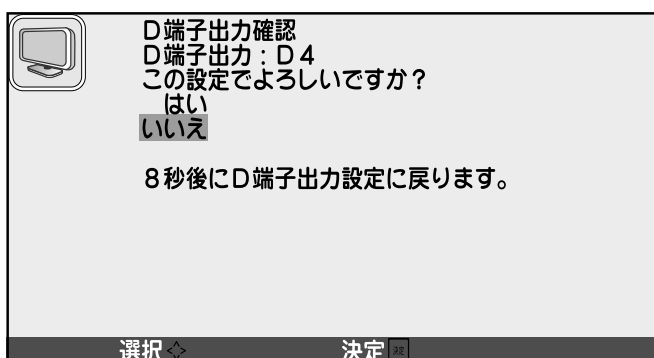 D端子出力確認
D端子出力:D4
この設定でよろしいですか?
はい
いいえ
8秒後にD端子出力設定に戻ります。
選択 決定 決定